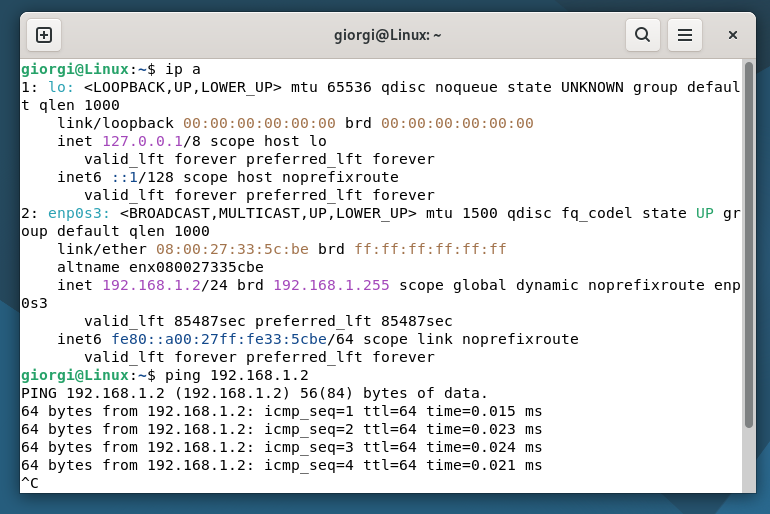 giorgi@Linux: ~
giorgi@Linux:~$ ip a
1: lo: <LOOPBACK,UP,LOWER_UP> mtu 65536 qdisc noqueue state UNKNOWN group defaul
t qlen 1000
    link/loopback 00:00:00:00:00:00 brd 00:00:00:00:00:00
    inet 127.0.0.1/8 scope host lo
       valid_lft forever preferred_lft forever
    inet6 ::1/128 scope host noprefixroute
       valid_lft forever preferred_lft forever
2: enp0s3: <BROADCAST,MULTICAST,UP,LOWER_UP> mtu 1500 qdisc fq_codel state UP gr
oup default qlen 1000
    link/ether 08:00:27:33:5c:be brd ff:ff:ff:ff:ff:ff
    altname enx080027335cbe
    inet 192.168.1.2/24 brd 192.168.1.255 scope global dynamic noprefixroute enp
0s3
       valid_lft 85487sec preferred_lft 85487sec
    inet6 fe80::a00:27ff:fe33:5cbe/64 scope link noprefixroute
       valid_lft forever preferred_lft forever
giorgi@Linux:~$ ping 192.168.1.2
PING 192.168.1.2 (192.168.1.2) 56(84) bytes of data.
64 bytes from 192.168.1.2: icmp_seq=1 ttl=64 time=0.015 ms
64 bytes from 192.168.1.2: icmp_seq=2 ttl=64 time=0.023 ms
64 bytes from 192.168.1.2: icmp_seq=3 ttl=64 time=0.024 ms
64 bytes from 192.168.1.2: icmp_seq=4 ttl=64 time=0.021 ms
^C